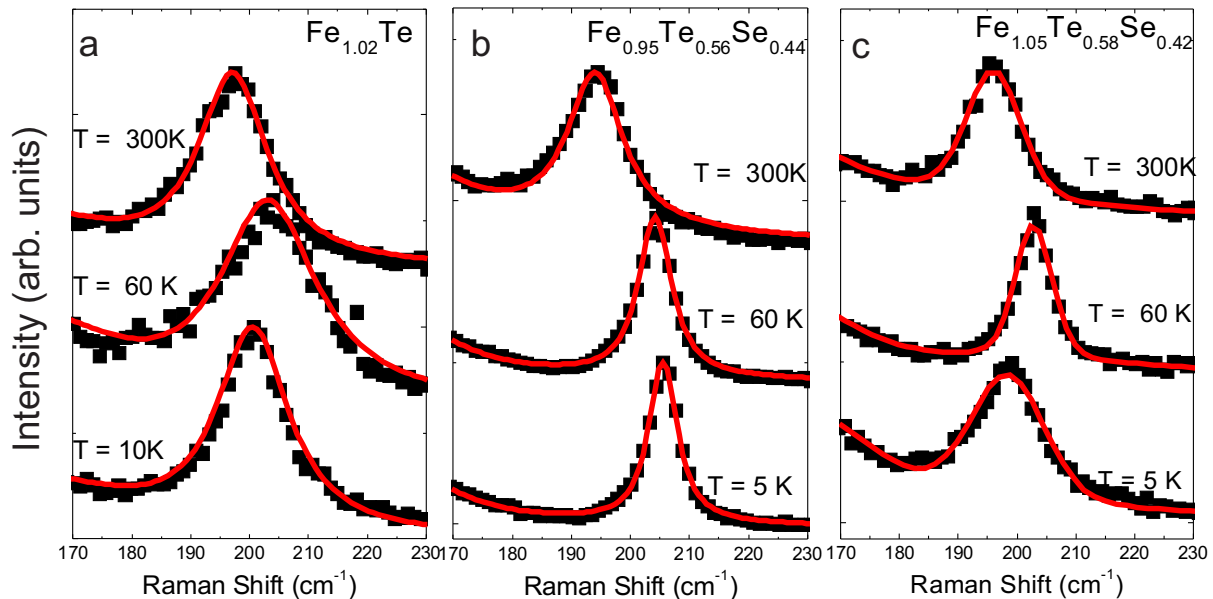 Intensity (arb. units)
a
Fe1.02Te
T = 300K
T = 60 K
T = 10K
170 180 190 200 210 220 230
Raman Shift (cm-1)
b
Fe0.95Te0.56Se0.44
T = 300K
T = 60 K
T = 5 K
170 180 190 200 210 220 230
Raman Shift (cm-1)
c
Fe1.05Te0.58Se0.42
T = 300K
T = 60 K
T = 5 K
170 180 190 200 210 220 230
Raman Shift (cm-1)